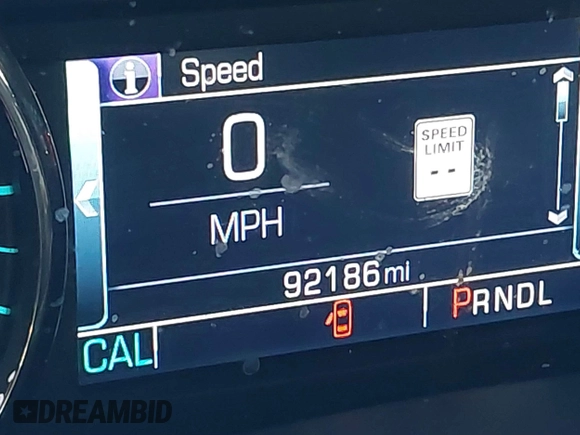 Speed
0
MPH
SPEED
LIMIT
--
92186 mi
CAL
PRNDL
DREAMBID